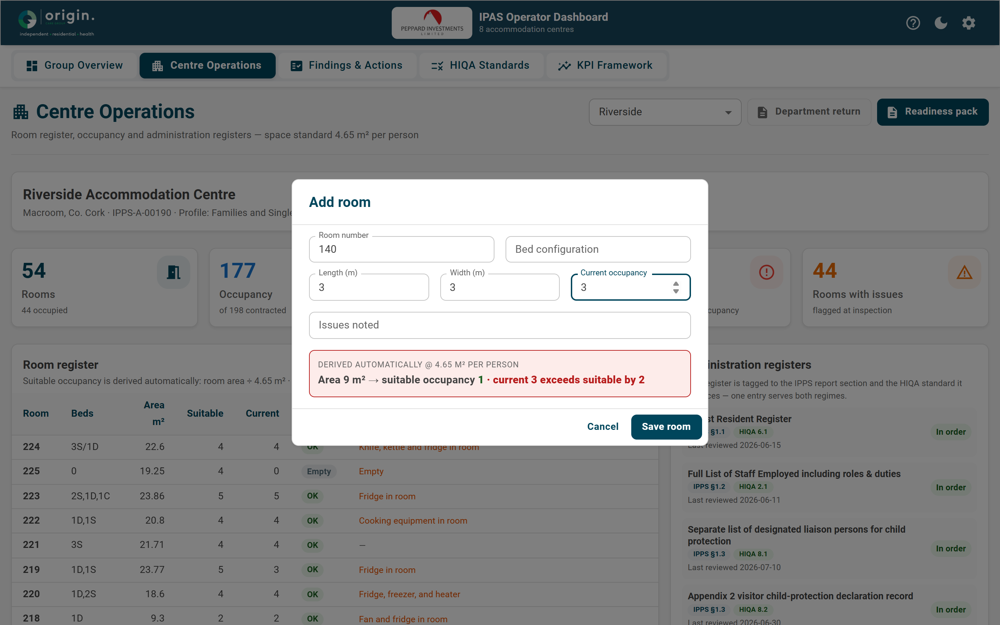 origin.
CARE GROUP
independent • residential • health
PEPPARD INVESTMENTS
LIMITED
IPAS Operator Dashboard
8 accommodation centres
Group Overview
Centre Operations
Findings & Actions
HIQA Standards
KPI Framework
Centre Operations
Room register, occupancy and administration registers — space standard 4.65 m² per person
Riverside
Department return
Readiness pack
Riverside Accommodation Centre
Macroom, Co. Cork · IPPS-A-00190 · Profile: Families and Single
54
Rooms
44 occupied
177
Occupancy
of 198 contracted
44
Rooms with issues
flagged at inspection
Add room
Room number
140
Bed configuration
Length (m)
3
Width (m)
3
Current occupancy
3
Issues noted
DERIVED AUTOMATICALLY @ 4.65 M² PER PERSON
Area 9 m² → suitable occupancy 1 · current 3 exceeds suitable by 2
Cancel
Save room
Room register
Suitable occupancy is derived automatically: room area ÷ 4.65 m² ·
Room Beds Area m² Suitable Current
224 3S/1D 22.6 4 4 OK Knife, kettle and fridge in room
225 0 19.25 4 0 Empty Empty
223 2S,1D,1C 23.86 5 5 OK Fridge in room
222 1D,1S 20.8 4 4 OK Cooking equipment in room
221 3S 21.71 4 4 OK —
219 1D,1S 23.77 5 3 OK Fridge in room
220 1D,2S 18.6 4 4 OK Fridge, freezer, and heater
218 1D 9.3 2 2 OK Fan and fridge in room
registers
is tagged to the IPPS report section and the HIQA standard it
— one entry serves both regimes.
Resident Register
§1.1 HIQA 6.1
In order
Last reviewed 2026-06-15
Full List of Staff Employed including roles & duties
IPPS §1.2 HIQA 2.1
In order
Last reviewed 2026-06-11
Separate list of designated liaison persons for child
protection
IPPS §1.3 HIQA 8.1
In order
Last reviewed 2026-07-10
Appendix 2 visitor child-protection declaration record
IPPS §1.3 HIQA 8.2
In order
Last reviewed 2026-06-30